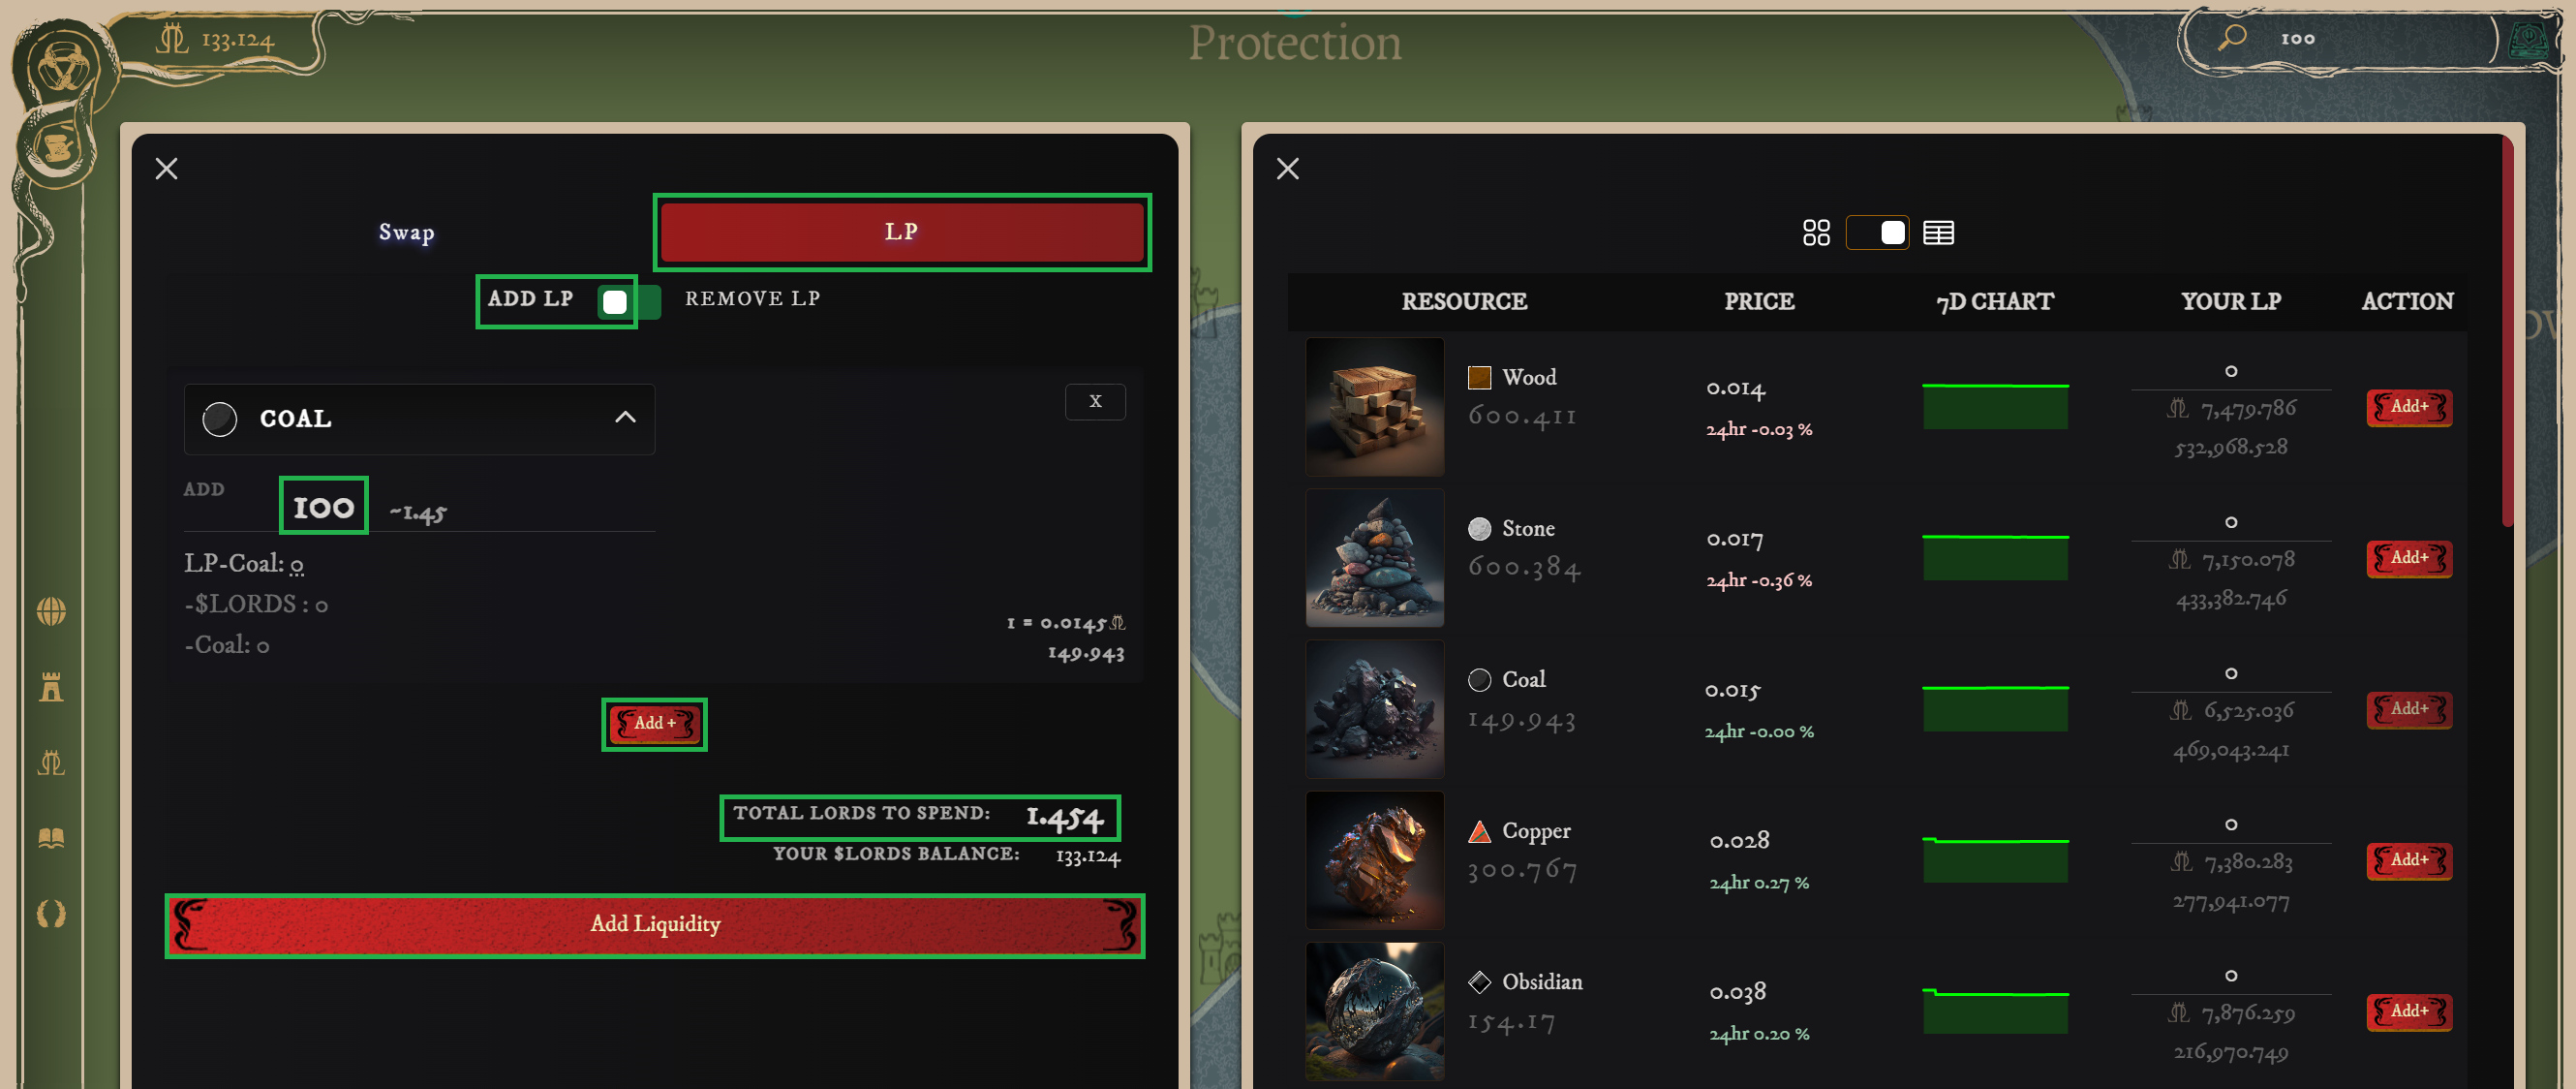 133.124
Protection
100
Swap
LP
ADD LP
REMOVE LP
COAL
X
ADD
100
~1.45
LP-Coal: 0
-$LORDS : 0
-Coal: 0
1 = 0.0145
149.943
Add +
TOTAL LORDS TO SPEND: 1.454
YOUR $LORDS BALANCE: 133.124
Add Liquidity
RESOURCE PRICE 7D CHART YOUR LP ACTION
Wood
600.411
0.014
24hr -0.03 %
0
7,479.786
532,968.528
Add+
Stone
600.384
0.017
24hr -0.36 %
0
7,150.078
433,382.746
Add+
Coal
149.943
0.015
24hr -0.00 %
0
6,525.036
469,043.241
Add+
Copper
300.767
0.028
24hr 0.27 %
0
7,380.283
277,941.077
Add+
Obsidian
154.17
0.038
24hr 0.20 %
0
7,876.259
216,970.749
Add+